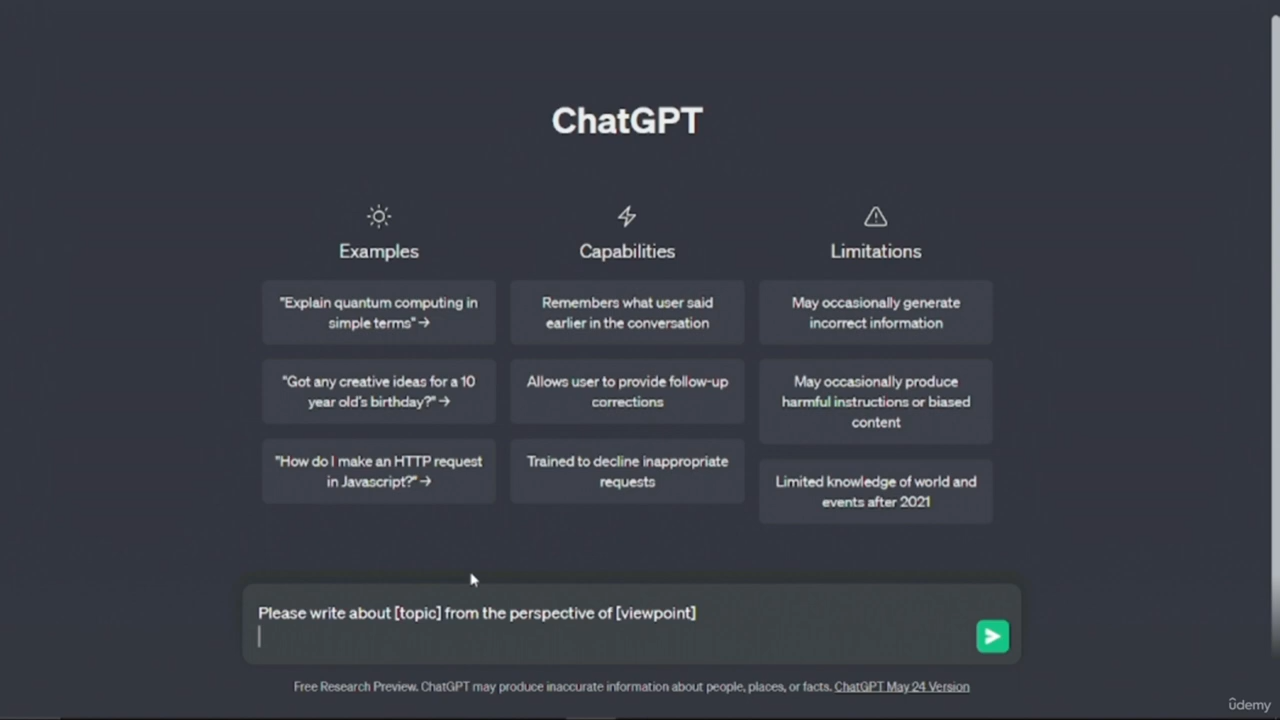 ChatGPT
Examples
Capabilities
Limitations
"Explain quantum computing in
simple terms" →
Remembers what user said
earlier in the conversation
May occasionally generate
incorrect information
"Got any creative ideas for a 10
year old's birthday?" →
Allows user to provide follow-up
corrections
May occasionally produce
harmful instructions or biased
content
"How do I make an HTTP request
in Javascript?" →
Trained to decline inappropriate
requests
Limited knowledge of world and
events after 2021
Please write about [topic] from the perspective of [viewpoint]
Free Research Preview. ChatGPT may produce inaccurate information about people, places, or facts. ChatGPT May 24 Version
ûdemy